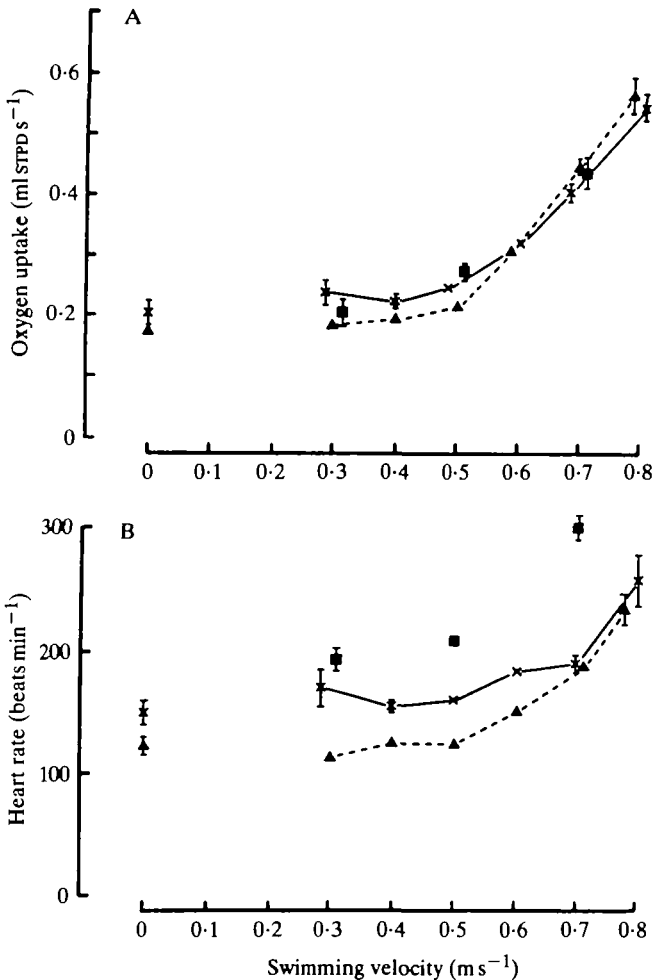 A
Oxygen uptake (ml STPD s⁻¹)
0·6
0·4
0·2
0
0 0·1 0·2 0·3 0·4 0·5 0·6 0·7 0·8
B
Heart rate (beats min⁻¹)
300
200
100
0
0 0·1 0·2 0·3 0·4 0·5 0·6 0·7 0·8
Swimming velocity (m s⁻¹)